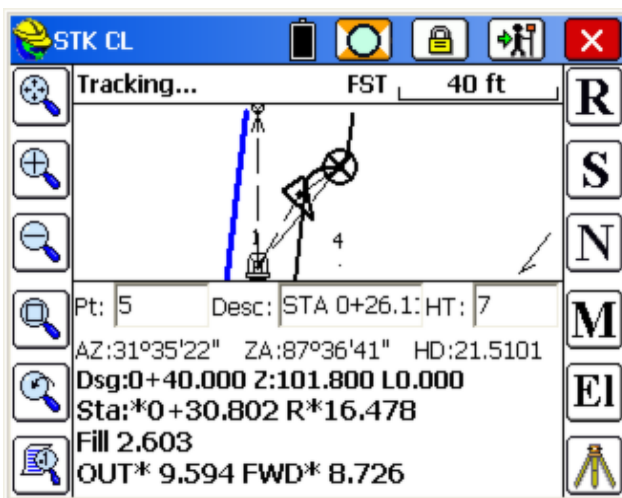 STK CL
Tracking... FST 40 ft
R
S
4
N
Pt: 5 Desc: STA 0+26.1 HT: 7
M
AZ:31°35'22" ZA:87°36'41" HD:21.5101
Dsg:0+40.000 Z:101.800 L0.000
El
Sta:*0+30.802 R*16.478
Fill 2.603
OUT* 9.594 FWD* 8.726